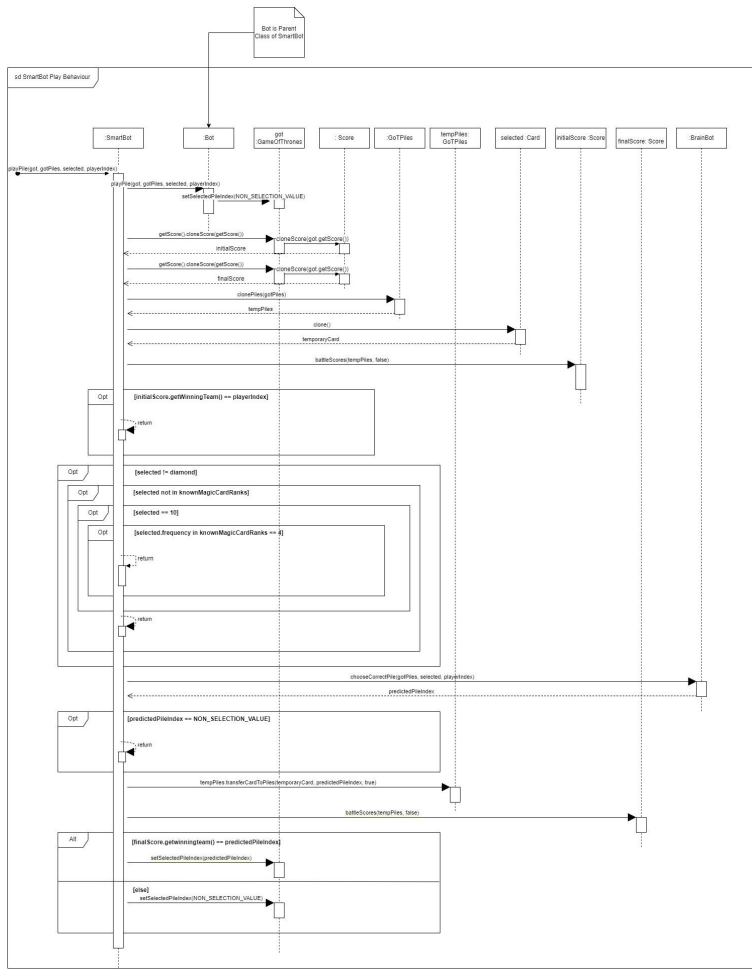 Bot is Parent
Class of SmartBot
sd SmartBot Play Behaviour
:SmartBot
:Bot
got
:GameOfThrones
: Score
:GoTPiles
tempPiles:
GoTPiles
selected :Card
initialScore :Score
finalScore: Score
:BrainBot
playPile(got, gotPiles, selected, playerIndex)
playPile(got, gotPiles, selected, playerIndex)
setSelectedPileIndex(NON_SELECTION_VALUE)
getScore().cloneScore(getScore())
cloneScore(got.getScore())
initialScore
getScore().cloneScore(getScore())
cloneScore(got.getScore())
finalScore
clonePiles(gotPiles)
tempPiles
clone()
temporaryCard
battleScores(tempPiles, false)
Opt
[initialScore.getWinningTeam() == playerIndex]
return
Opt
[selected != diamond]
Opt
[selected not in knownMagicCardRanks]
Opt
[selected == 10]
Opt
[selected.frequency in knownMagicCardRanks == 4]
return
return
chooseCorrectPile(gotPiles, selected, playerIndex)
predictedPileIndex
Opt
[predictedPileIndex == NON_SELECTION_VALUE]
return
tempPiles.transferCardToPiles(temporaryCard, predictedPileIndex, true)
battleScores(tempPiles, false)
Alt
[finalScore.getwinningteam() == predictedPileIndex]
setSelectedPileIndex(predictedPileIndex)
[else]
setSelectedPileIndex(NON_SELECTION_VALUE)